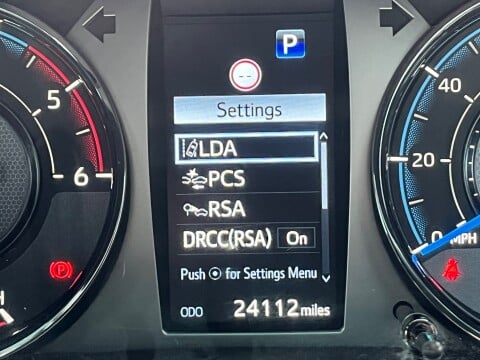 P
--
Settings
LDA
PCS
RSA
DRCC(RSA) On
Push ⦿ for Settings Menu
ODO 24112 miles
5
6
40
20
0
MPH
(P)